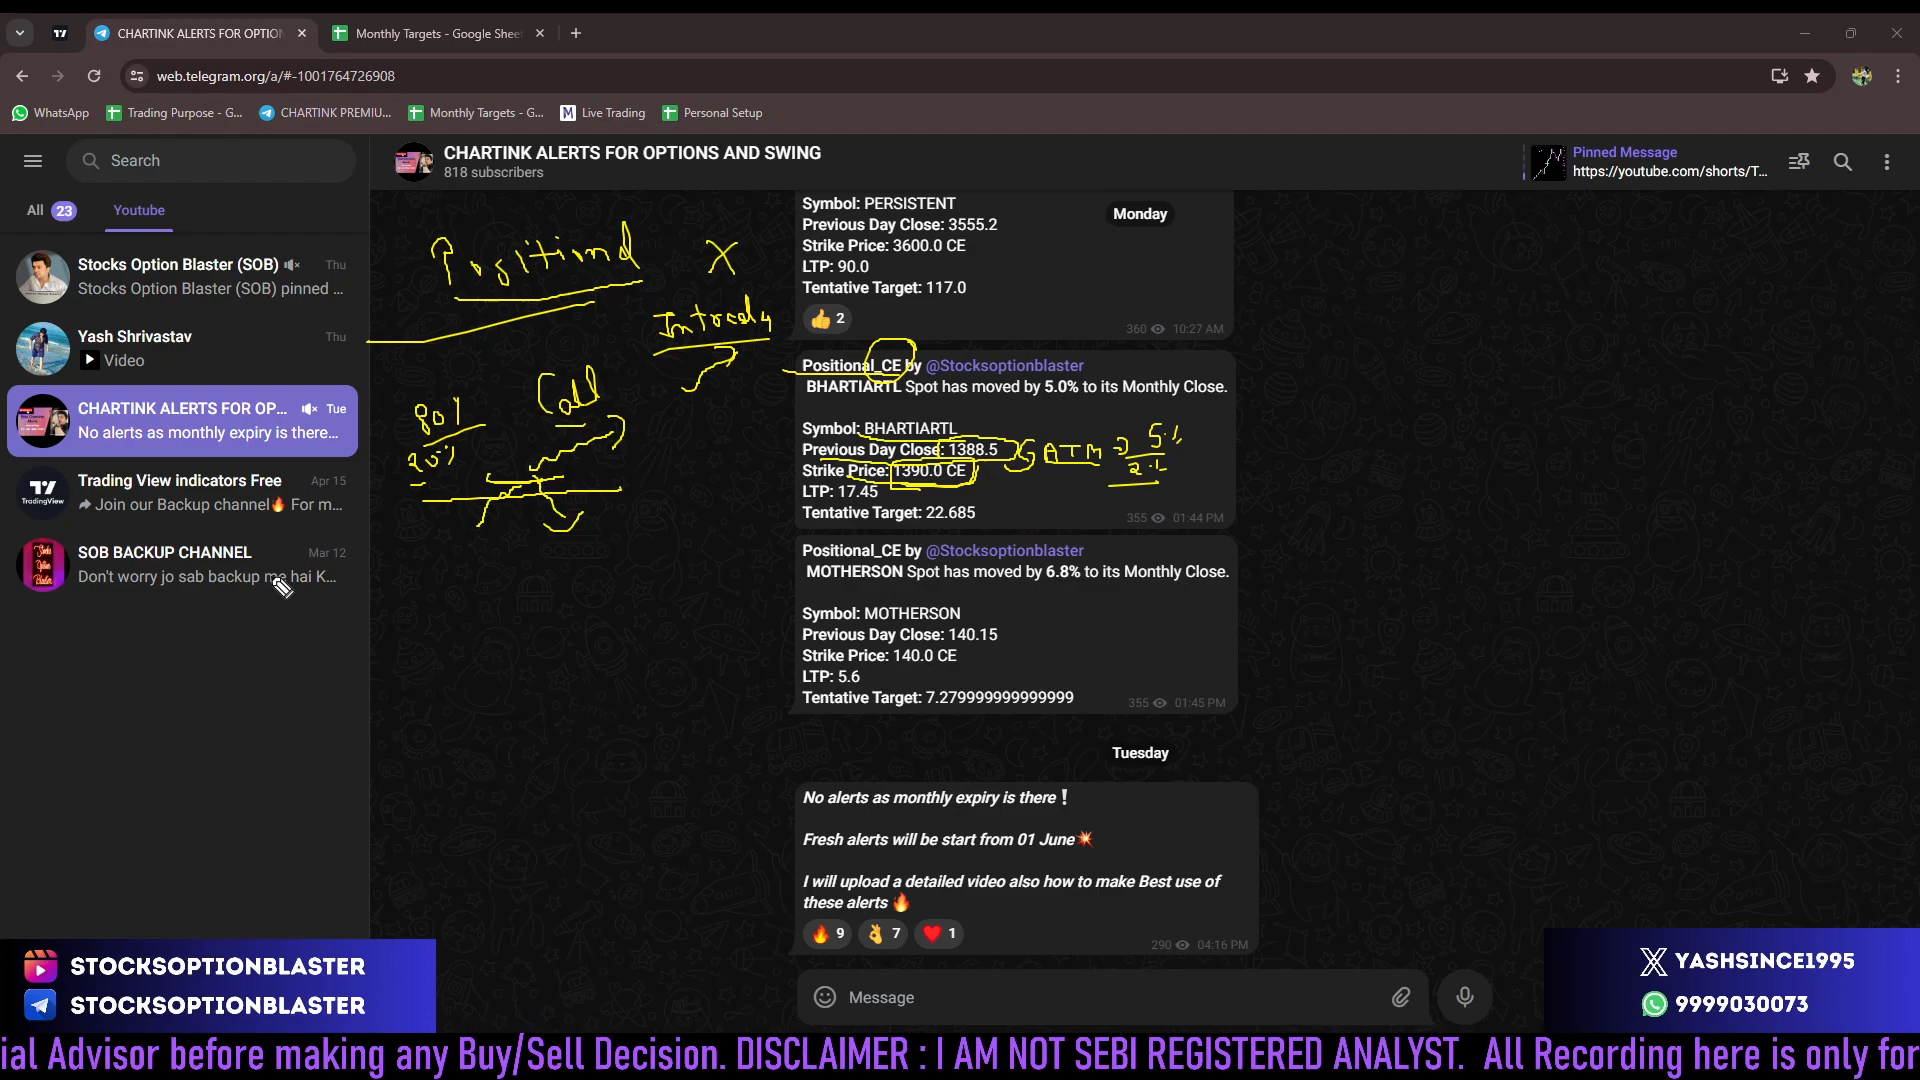 CHARTINK ALERTS FOR OPTION
Monthly Targets - Google Shee
web.telegram.org/a/#-1001764726908
WhatsApp
Trading Purpose - G...
CHARTINK PREMIU...
Monthly Targets - G...
Live Trading
Personal Setup
Search
CHARTINK ALERTS FOR OPTIONS AND SWING
818 subscribers
Pinned Message
https://youtube.com/shorts/T...
All 23
Youtube
Stocks Option Blaster (SOB) Thu
Stocks Option Blaster (SOB) pinned ...
Yash Shrivastav Thu
Video
CHARTINK ALERTS FOR OP... Tue
No alerts as monthly expiry is there...
Trading View indicators Free Apr 15
Join our Backup channel🔥 For m...
TradingView
SOB BACKUP CHANNEL Mar 12
Don't worry jo sab backup me hai K...
Positional X
Intraday
Call
80%
20%
Monday
Symbol: PERSISTENT
Previous Day Close: 3555.2
Strike Price: 3600.0 CE
LTP: 90.0
Tentative Target: 117.0
👍 2
360 10:27 AM
Positional_CE by @Stocksoptionblaster
BHARTIARTL Spot has moved by 5.0% to its Monthly Close.
Symbol: BHARTIARTL
Previous Day Close: 1388.5
Strike Price: 1390.0 CE
LTP: 17.45
Tentative Target: 22.685
355 01:44 PM
ATM
5%
2%
Positional_CE by @Stocksoptionblaster
MOTHERSON Spot has moved by 6.8% to its Monthly Close.
Symbol: MOTHERSON
Previous Day Close: 140.15
Strike Price: 140.0 CE
LTP: 5.6
Tentative Target: 7.279999999999999
355 01:45 PM
Tuesday
No alerts as monthly expiry is there❗
Fresh alerts will be start from 01 June💥
I will upload a detailed video also how to make Best use of
these alerts 🔥
🔥 9 👌 7 ❤️ 1
290 04:16 PM
Message
STOCKSOPTIONBLASTER
STOCKSOPTIONBLASTER
YASHSINCE1995
9999030073
ial Advisor before making any Buy/Sell Decision. DISCLAIMER : I AM NOT SEBI REGISTERED ANALYST. All Recording here is only for